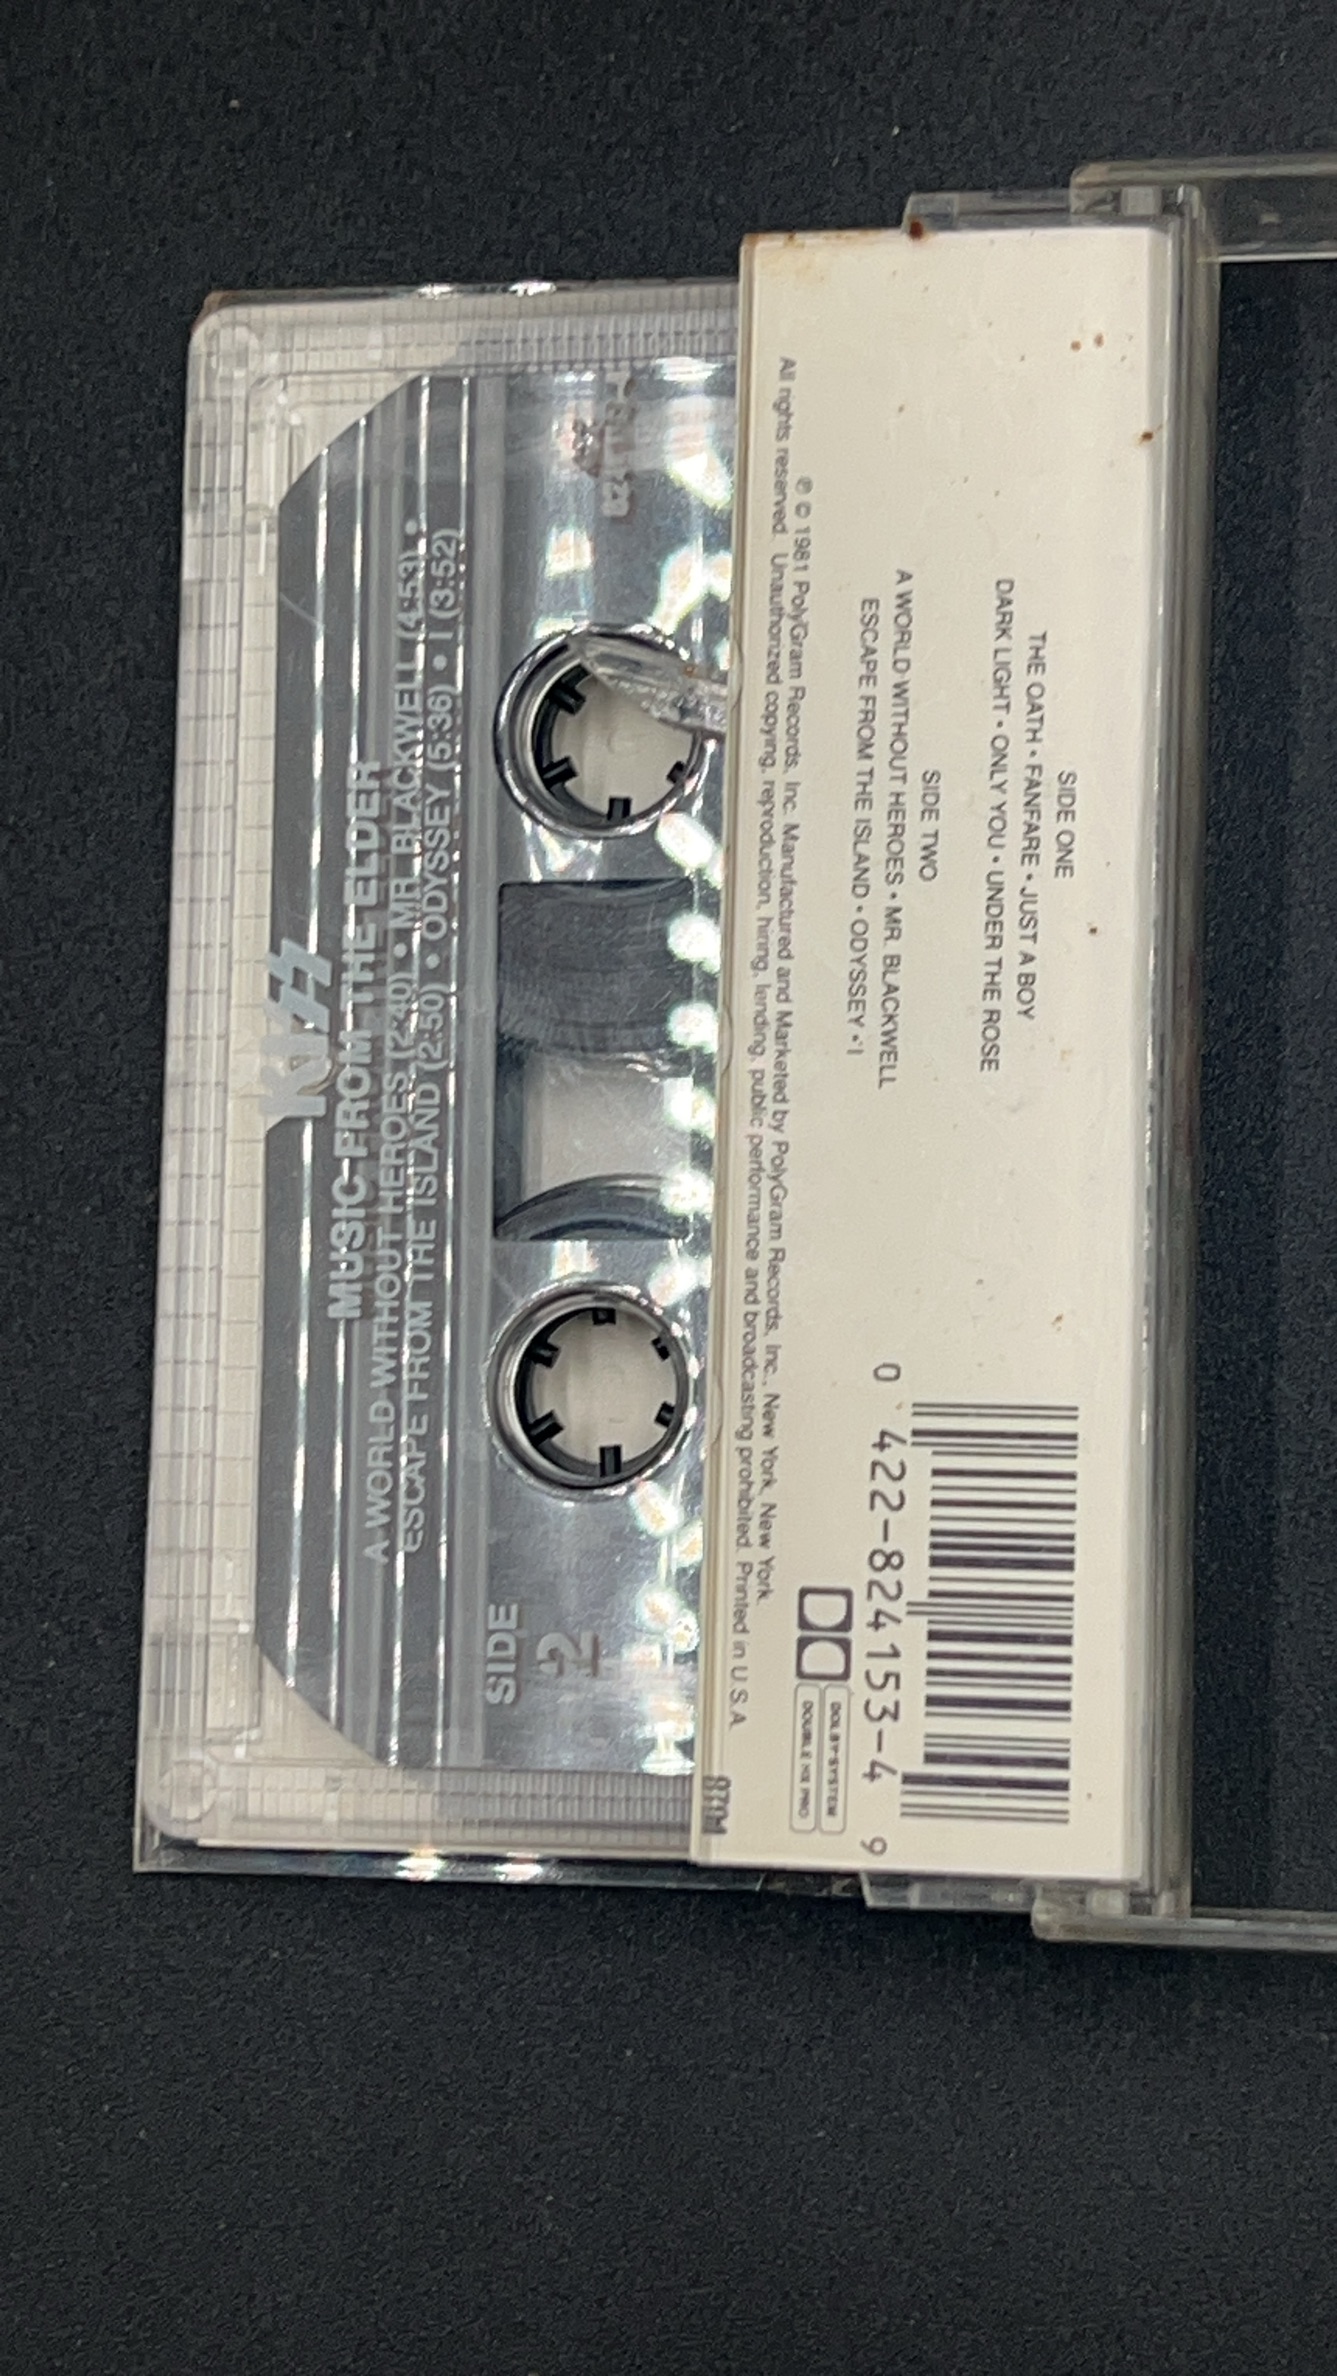 SIDE ONE
THE OATH • FANFARE • JUST A BOY
DARK LIGHT • ONLY YOU • UNDER THE ROSE
SIDE TWO
A WORLD WITHOUT HEROES • MR. BLACKWELL
ESCAPE FROM THE ISLAND • ODYSSEY • I
℗ © 1981 PolyGram Records, Inc. Manufactured and Marketed by PolyGram Records, Inc., New York, New York.
All rights reserved. Unauthorized copying, reproduction, hiring, lending, public performance and broadcasting prohibited. Printed in U.S.A.
0 422-824153-4 9
DOLBY SYSTEM
DOUBLE HX PRO
KISS
MUSIC FROM THE ELDER
A WORLD WITHOUT HEROES (2:40) • MR. BLACKWELL (4:53) •
ESCAPE FROM THE ISLAND (2:50) • ODYSSEY (5:36) • I (3:52)
SIDE
2